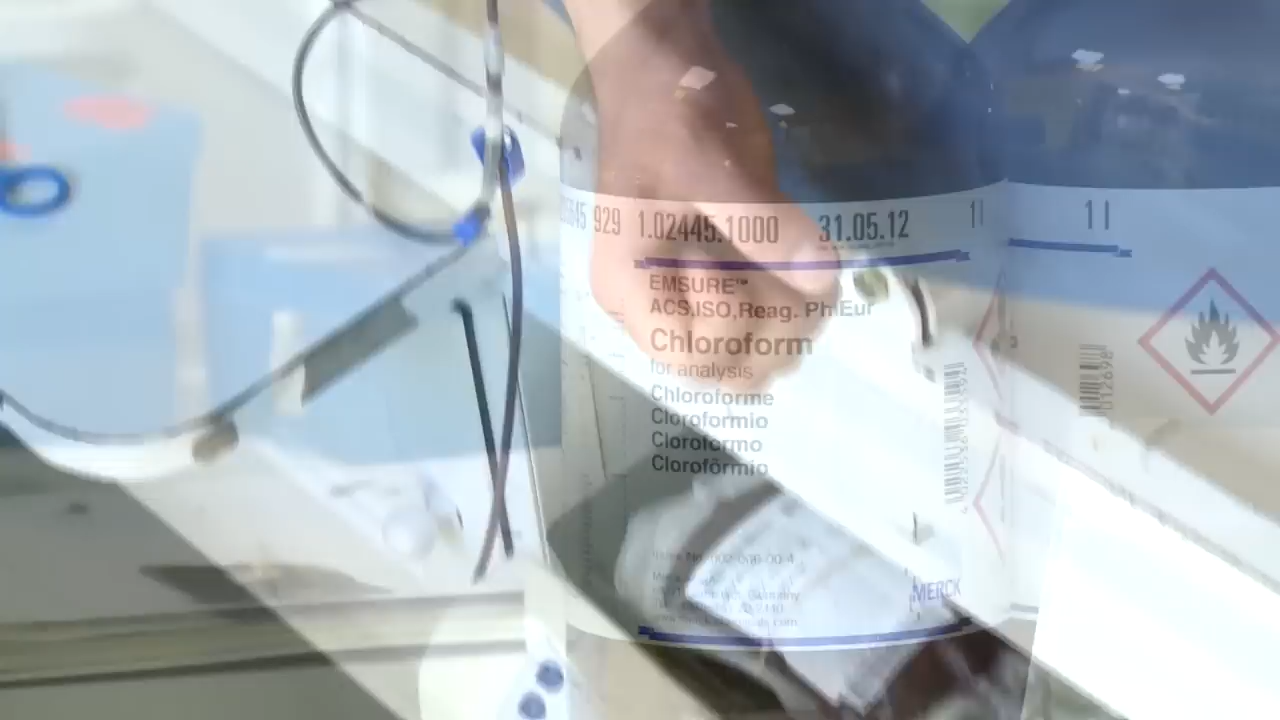 929 1.02445.1000 31.05.12 1l
1l
EMSURE™
ACS,ISO,Reag. Ph Eur
Chloroform
for analysis
Chloroforme
Cloroformio
Cloroformo
Clorofórmio
MERCK